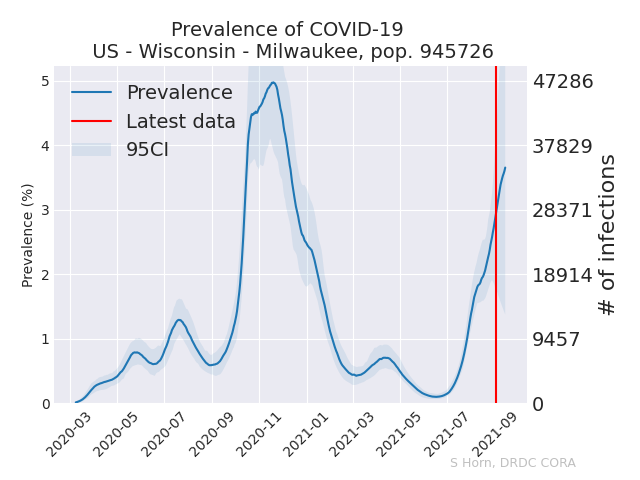 Prevalence of COVID-19
US - Wisconsin - Milwaukee, pop. 945726
Prevalence
Latest data
95CI
Prevalence (%)
5
4
3
2
1
0
47286
37829
28371
18914
9457
0
# of infections
2020-03
2020-05
2020-07
2020-09
2020-11
2021-01
2021-03
2021-05
2021-07
2021-09
S Horn, DRDC CORA